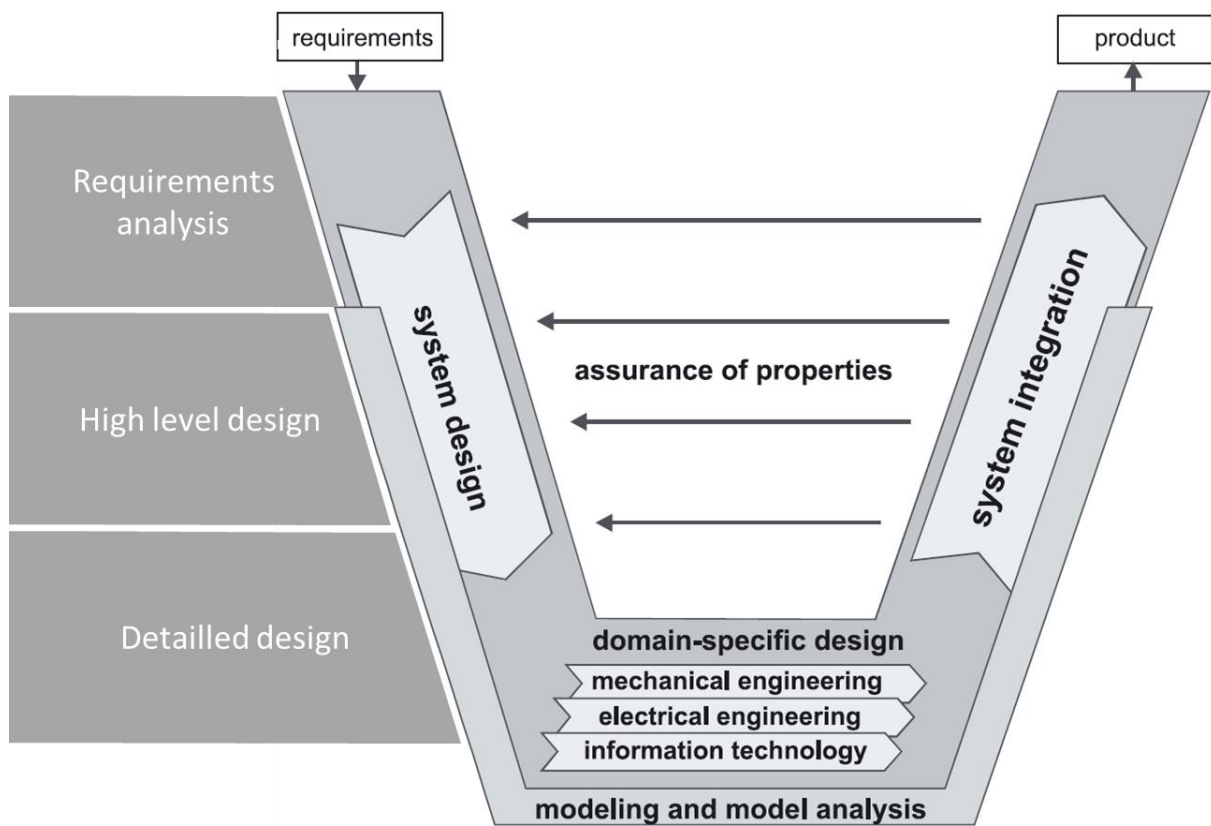 requirements
product
Requirements
analysis
system design
assurance of properties
system integration
High level design
Detailled design
domain-specific design
mechanical engineering
electrical engineering
information technology
modeling and model analysis